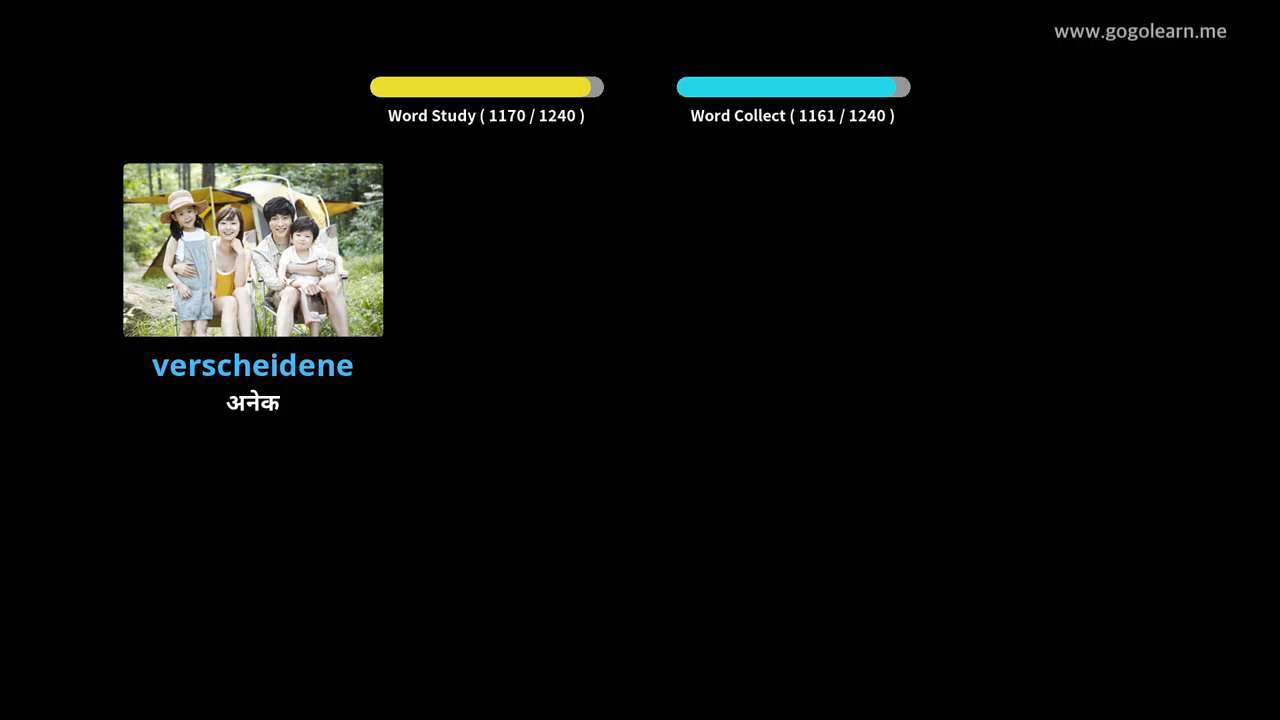 www.gogolearn.me
Word Study ( 1170 / 1240 )
Word Collect ( 1161 / 1240 )
verscheidene
अनेक